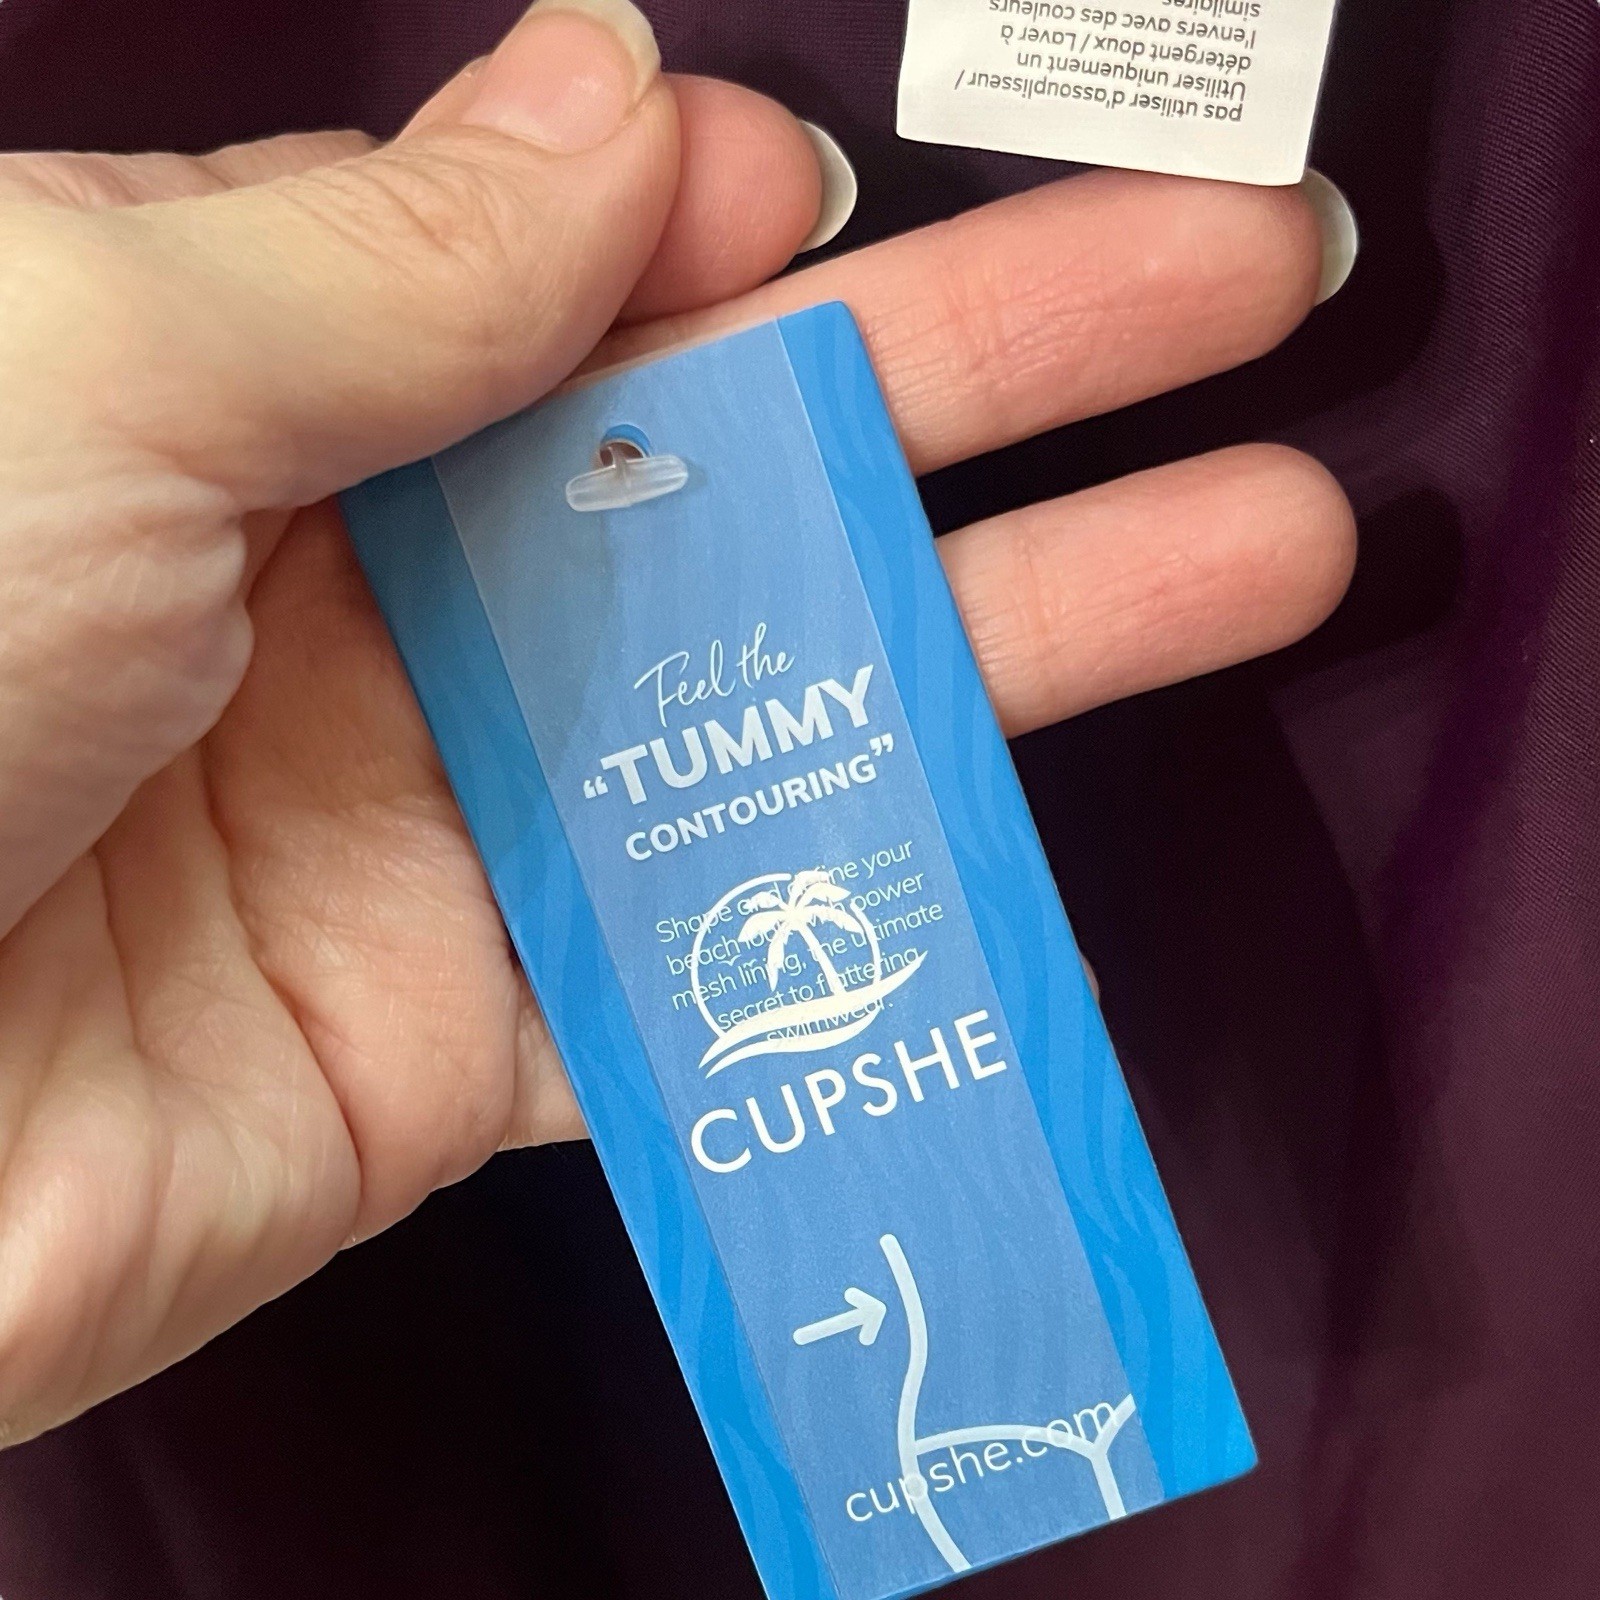 similaires
l'envers avec des couleurs
détergent doux / Laver à
Utiliser uniquement un
pas utiliser d'assouplisseur /
Feel the
“TUMMY
CONTOURING”
Shape and define your
beach look with power
mesh lining, the ultimate
secret to flattering
swimwear.
CUPSHE
cupshe.com